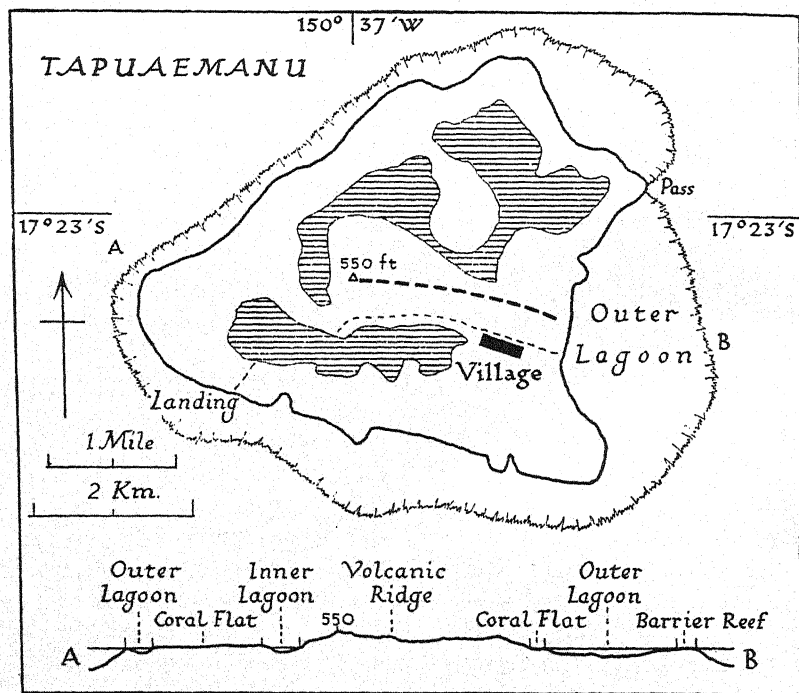 150° 37'W
TAPUAEMANU
Pass
17°23'S
17°23'S
A
550 ft
Outer
Lagoon
B
Village
Landing
1 Mile
2 Km.
Outer
Lagoon
Inner
Lagoon
Volcanic
Ridge
Outer
Lagoon
Coral Flat
550
Coral Flat
Barrier Reef
A
B